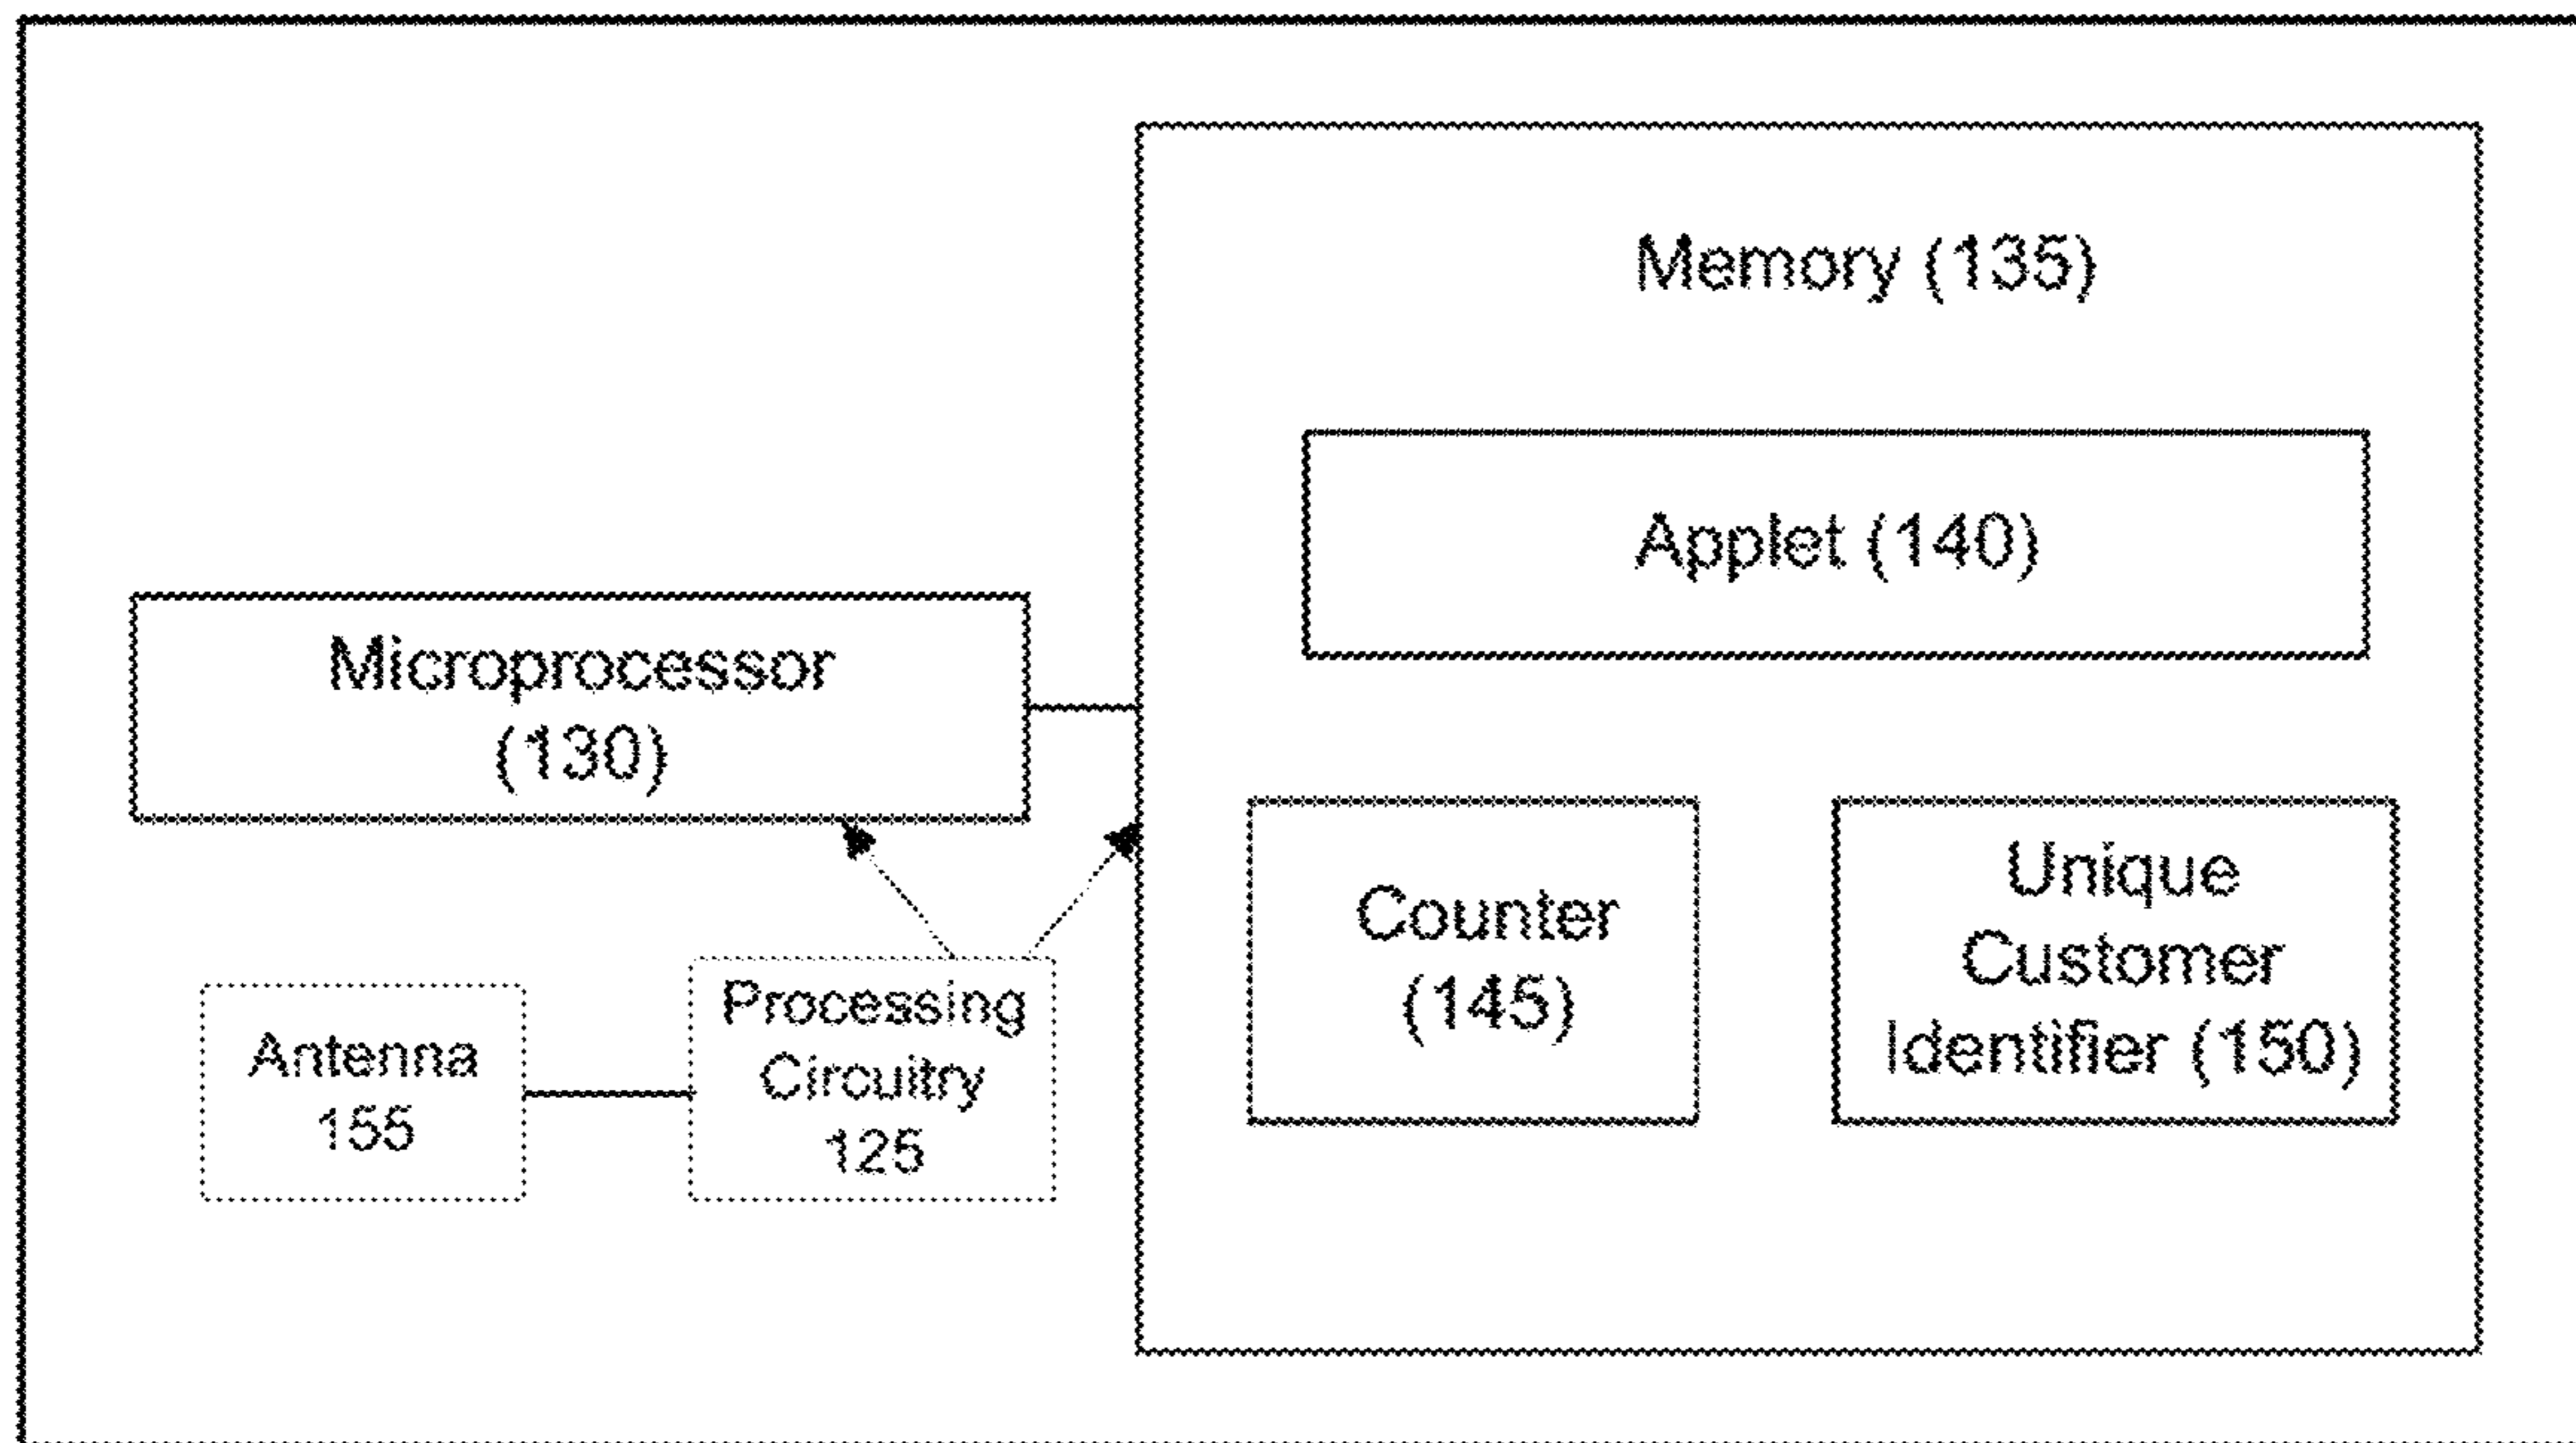 Memory (135)
Applet (140)
Microprocessor
(130)
Counter
(145)
Unique
Customer
Identifier (150)
Antenna
155
Processing
Circuitry
125